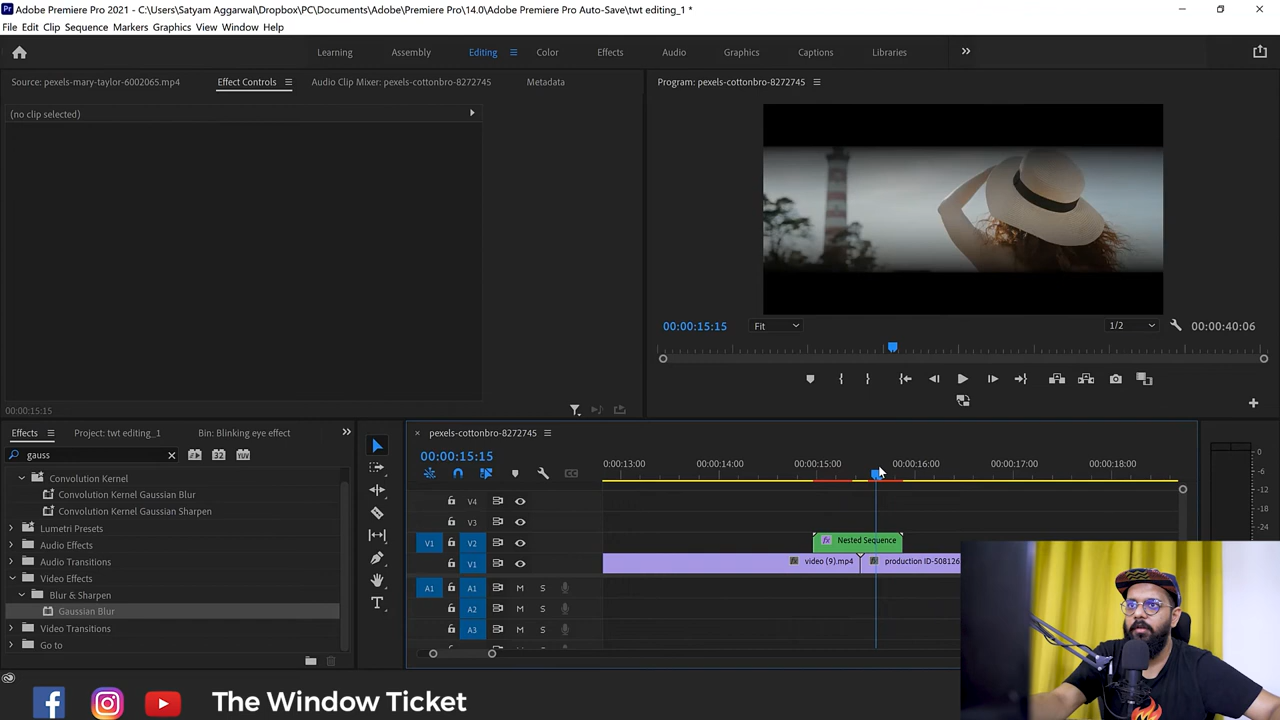 Adobe Premiere Pro 2021 - C:\Users\Satyam Aggarwal\Dropbox\PC\Documents\Adobe\Premiere Pro\14.0\Adobe Premiere Pro Auto-Save\twt editing_1 *
File Edit Clip Sequence Markers Graphics View Window Help
Learning Assembly Editing Effects Color Audio Graphics Captions Libraries
Source: pexels-mary-taylor-6002065.mp4 Effect Controls Audio Clip Mixer: pexels-cottonbro-8272745 Metadata
Program: pexels-cottonbro-8272745
(no clip selected)
00:00:15:15 Fit 1/2 00:00:40:06
00:00:15:15
Effects Project: twt editing_1 Bin: Blinking eye effect
pexels-cottonbro-8272745
gauss
00:00:15:15
00:00:13:00 00:00:14:00 00:00:15:00 00:00:16:00 00:00:17:00 00:00:18:00
Convolution Kernel
Convolution Kernel Gaussian Blur
Convolution Kernel Gaussian Sharpen
Lumetri Presets
Audio Effects
Audio Transitions
Video Effects
Blur & Sharpen
Gaussian Blur
Video Transitions
Go to
V4
V3
V1 V2 fx Nested Sequence
V1 fx video (9).mp4 fx production ID-508126
A1 A1 M S
A2 M S
A3 M S
0
-6
-12
-18
-24
The Window Ticket